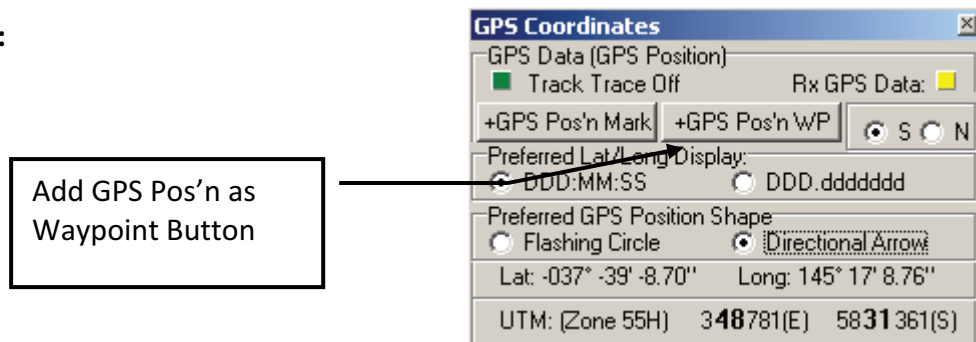 :
Add GPS Pos’n as
Waypoint Button
GPS Coordinates
GPS Data (GPS Position)
Track Trace Off Rx GPS Data:
+GPS Pos'n Mark +GPS Pos'n WP S N
Preferred Lat/Long Display:
DDD:MM:SS DDD.ddddddd
Preferred GPS Position Shape
Flashing Circle Directional Arrow
Lat: -037° -39' -8.70'' Long: 145° 17' 8.76''
UTM: (Zone 55H) 348781(E) 5831361(S)